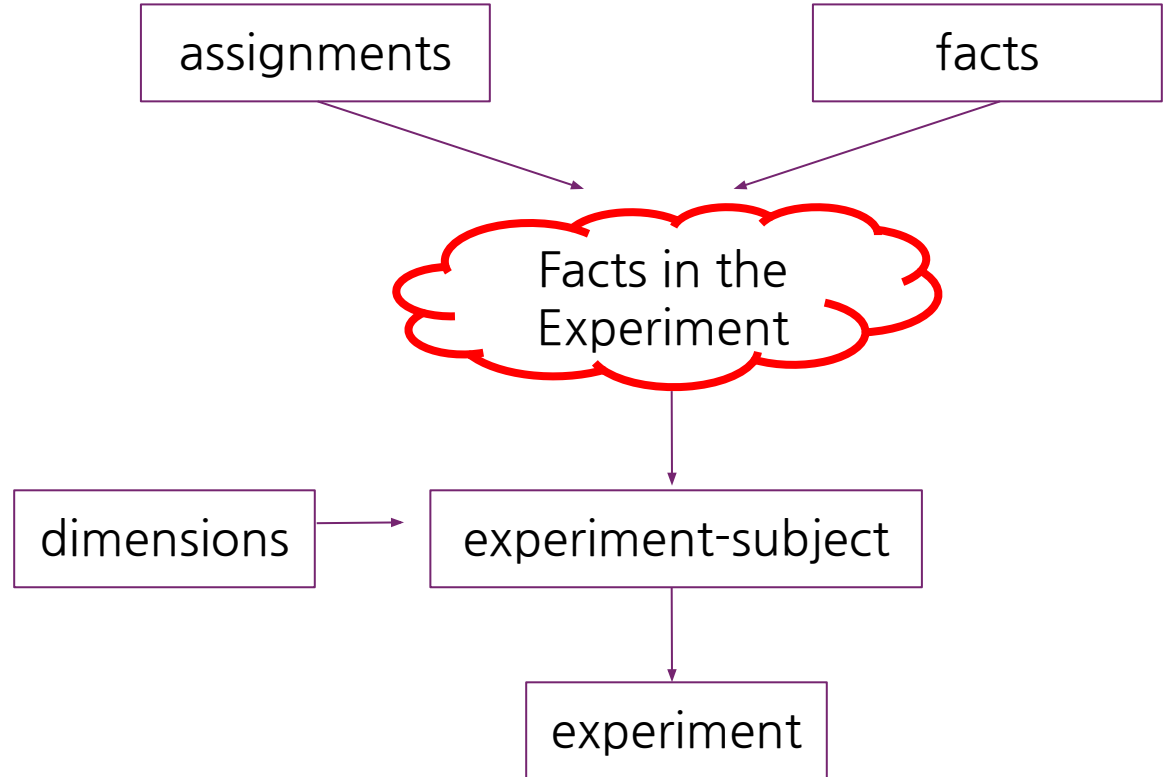 assignments
facts
Facts in the
Experiment
dimensions
experiment-subject
experiment